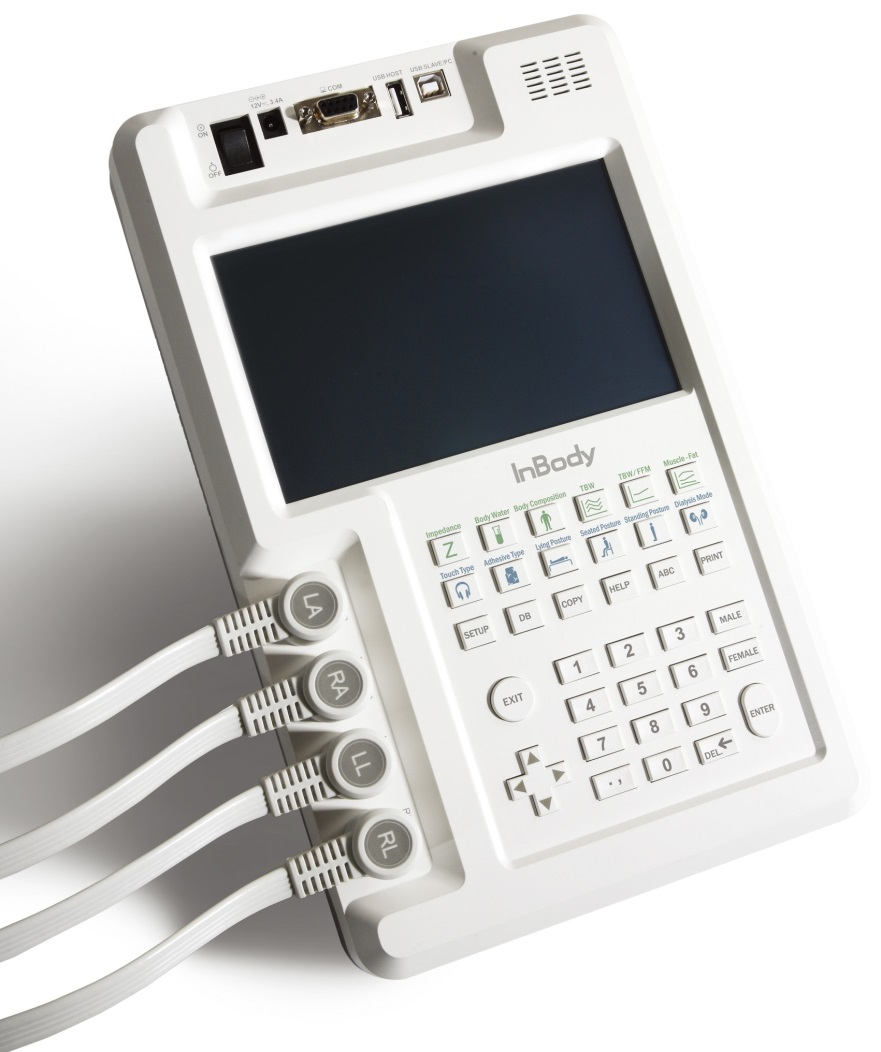 12V⎓, 3.4A
COM
USB HOST
USB SLAVE/PC
ON
OFF
InBody
Impedance
Body Water
Body Composition
TBW
TBW/FFM
Muscle-Fat
Z
Touch Type
Adhesive Type
Lying Posture
Seated Posture
Standing Posture
Dialysis Mode
SETUP
DB
COPY
HELP
ABC
PRINT
EXIT
1
2
3
MALE
4
5
6
FEMALE
7
8
9
ENTER
. ,
0
DEL.
LA
RA
LL
RL